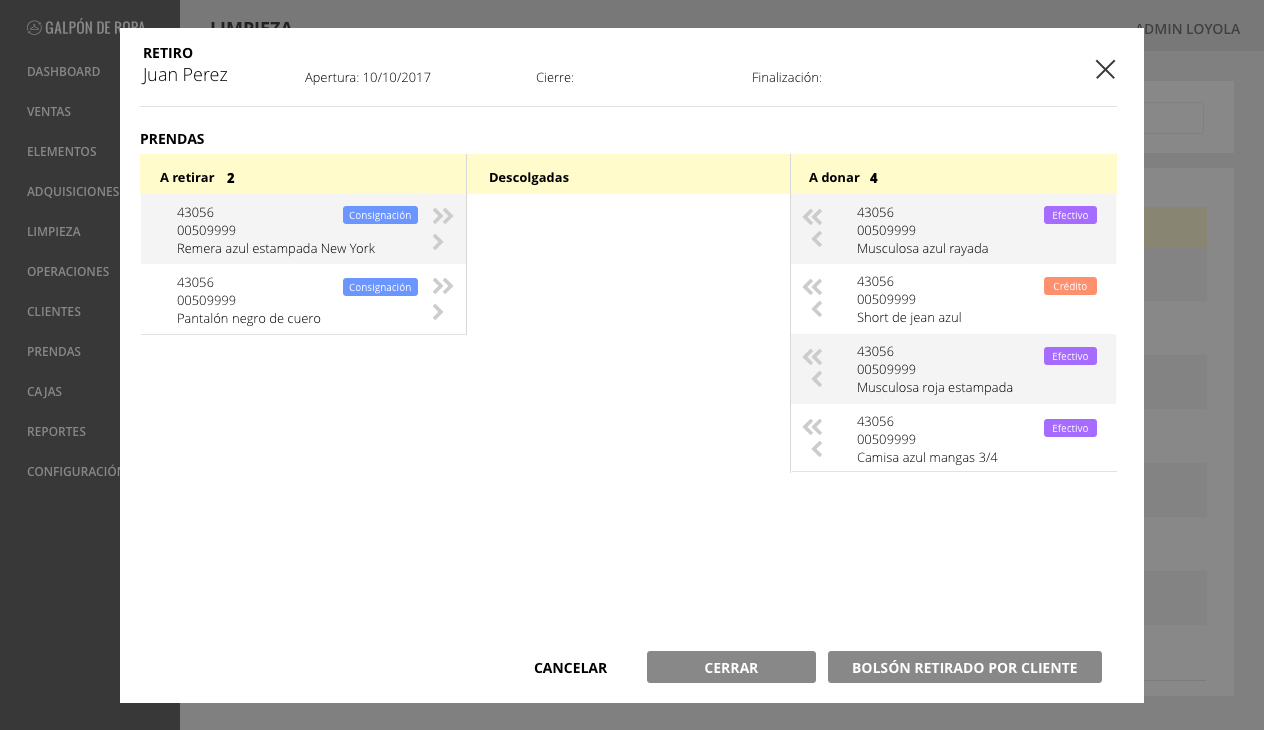 GALPÓN DE ROPA
LIMPIEZA
ADMIN LOYOLA
DASHBOARD
VENTAS
ELEMENTOS
ADQUISICIONES
LIMPIEZA
OPERACIONES
CLIENTES
PRENDAS
CAJAS
REPORTES
CONFIGURACIÓN
RETIRO
Juan Perez
Apertura: 10/10/2017
Cierre:
Finalización:
PRENDAS
A retirar 2
43056
Consignación
00509999
Remera azul estampada New York
43056
Consignación
00509999
Pantalón negro de cuero
Descolgadas
A donar 4
43056
Efectivo
00509999
Musculosa azul rayada
43056
Crédito
00509999
Short de jean azul
43056
Efectivo
00509999
Musculosa roja estampada
43056
Efectivo
00509999
Camisa azul mangas 3/4
CANCELAR
CERRAR
BOLSÓN RETIRADO POR CLIENTE